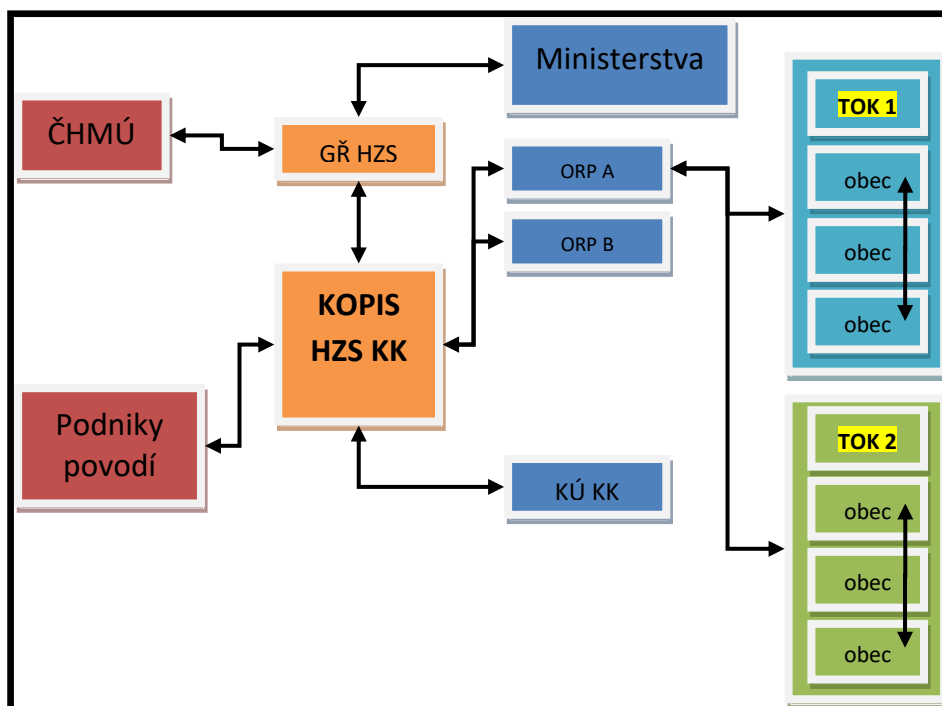 Ministerstva
ČHMÚ
GŘ HZS
ORP A
ORP B
KOPIS
HZS KK
Podniky
povodí
KÚ KK
TOK 1
obec
obec
obec
TOK 2
obec
obec
obec